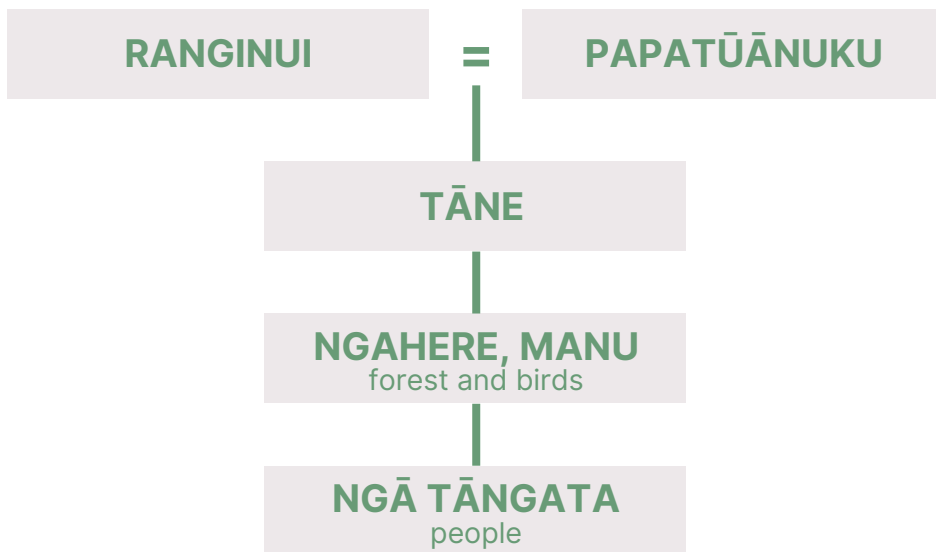 RANGINUI = PAPATŪĀNUKU
TĀNE
NGAHERE, MANU
forest and birds
NGĀ TĀNGATA
people